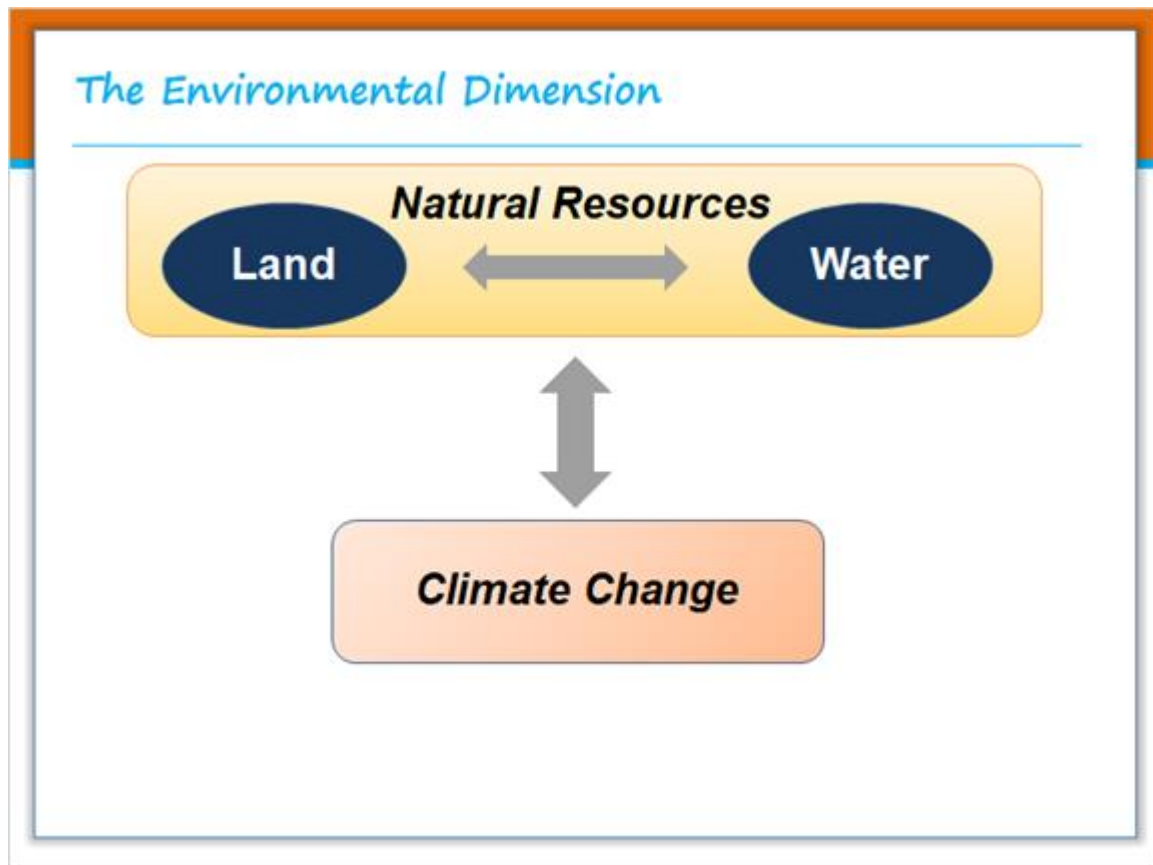 The Environmental Dimension
Natural Resources
Land
Water
Climate Change